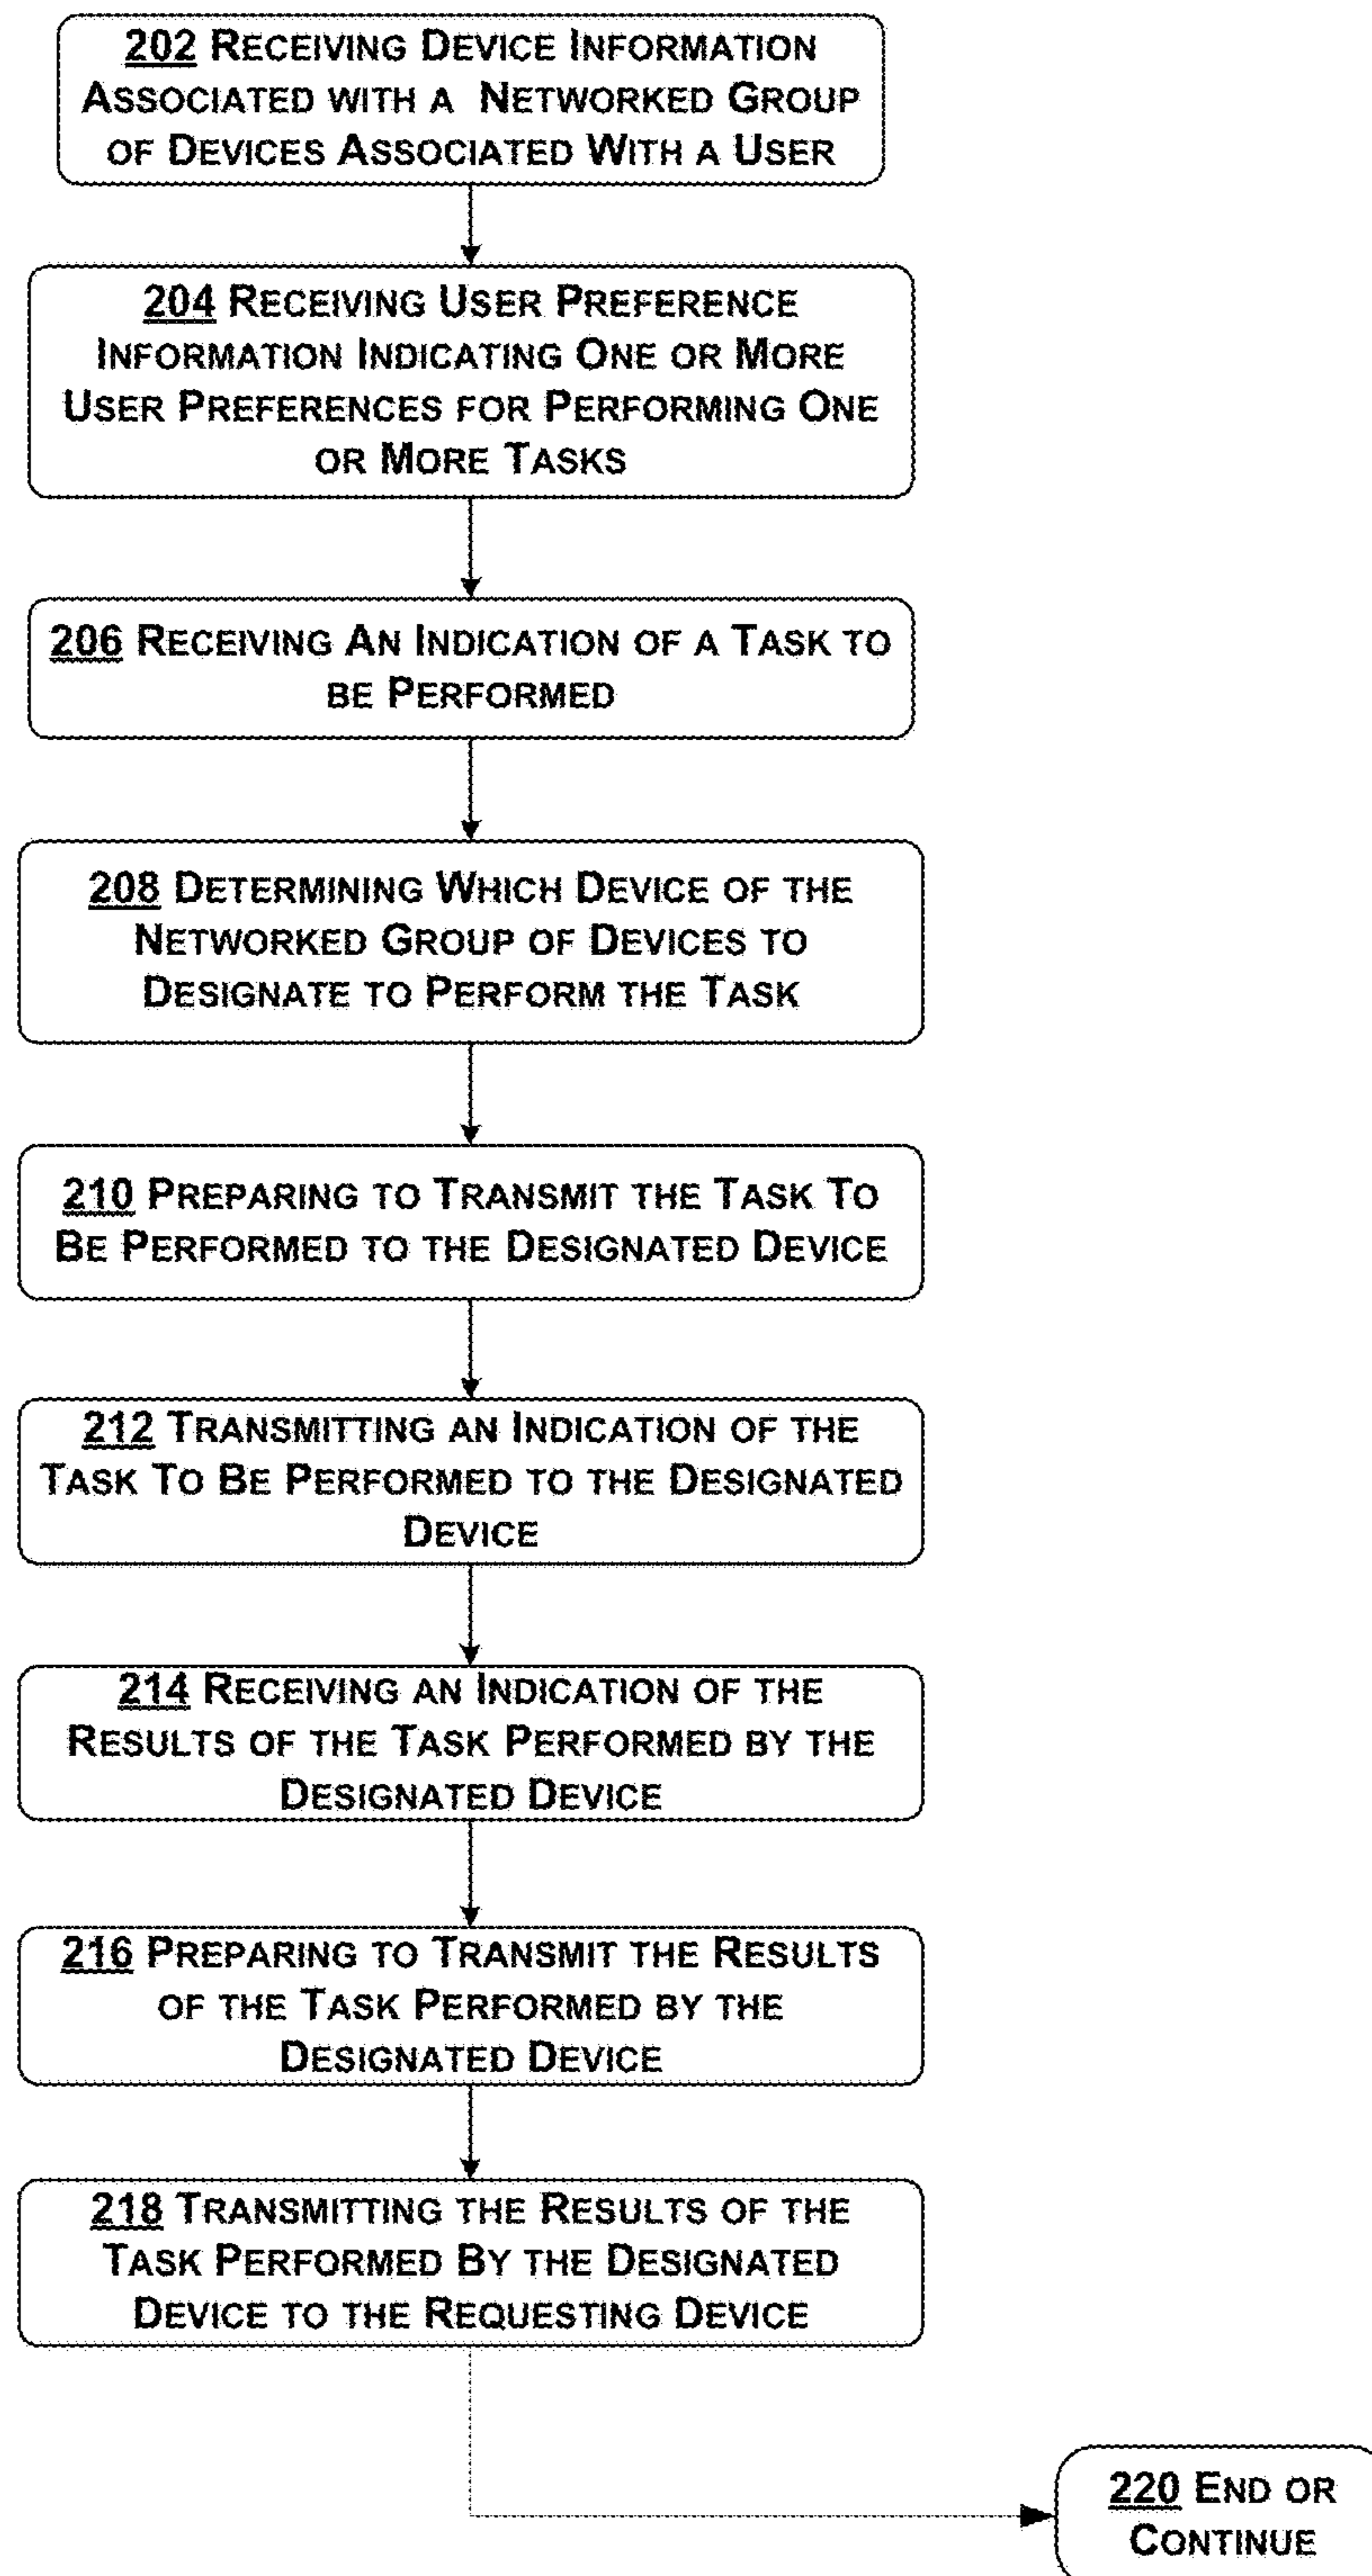 202 Receiving Device Information
Associated with a Networked Group
of Devices Associated With a User
204 Receiving User Preference
Information Indicating One or More
User Preferences for Performing One
or More Tasks
206 Receiving An Indication of a Task to
be Performed
208 Determining Which Device of the
Networked Group of Devices to
Designate to Perform the Task
210 Preparing to Transmit the Task To
Be Performed to the Designated Device
212 Transmitting an Indication of the
Task To Be Performed to the Designated
Device
214 Receiving an Indication of the
Results of the Task Performed by the
Designated Device
216 Preparing to Transmit the Results
of the Task Performed by the
Designated Device
218 Transmitting the Results of the
Task Performed By the Designated
Device to the Requesting Device
220 End or
Continue